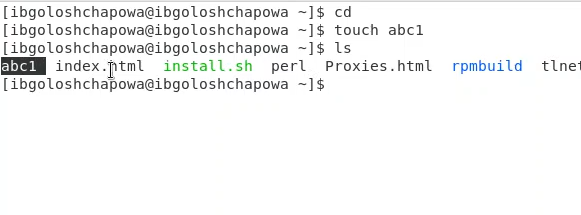 [ibgoloshchapowa@ibgoloshchapowa ~]$ cd
[ibgoloshchapowa@ibgoloshchapowa ~]$ touch abc1
[ibgoloshchapowa@ibgoloshchapowa ~]$ ls
abc1 index.html install.sh perl Proxies.html rpmbuild tlnet
[ibgoloshchapowa@ibgoloshchapowa ~]$